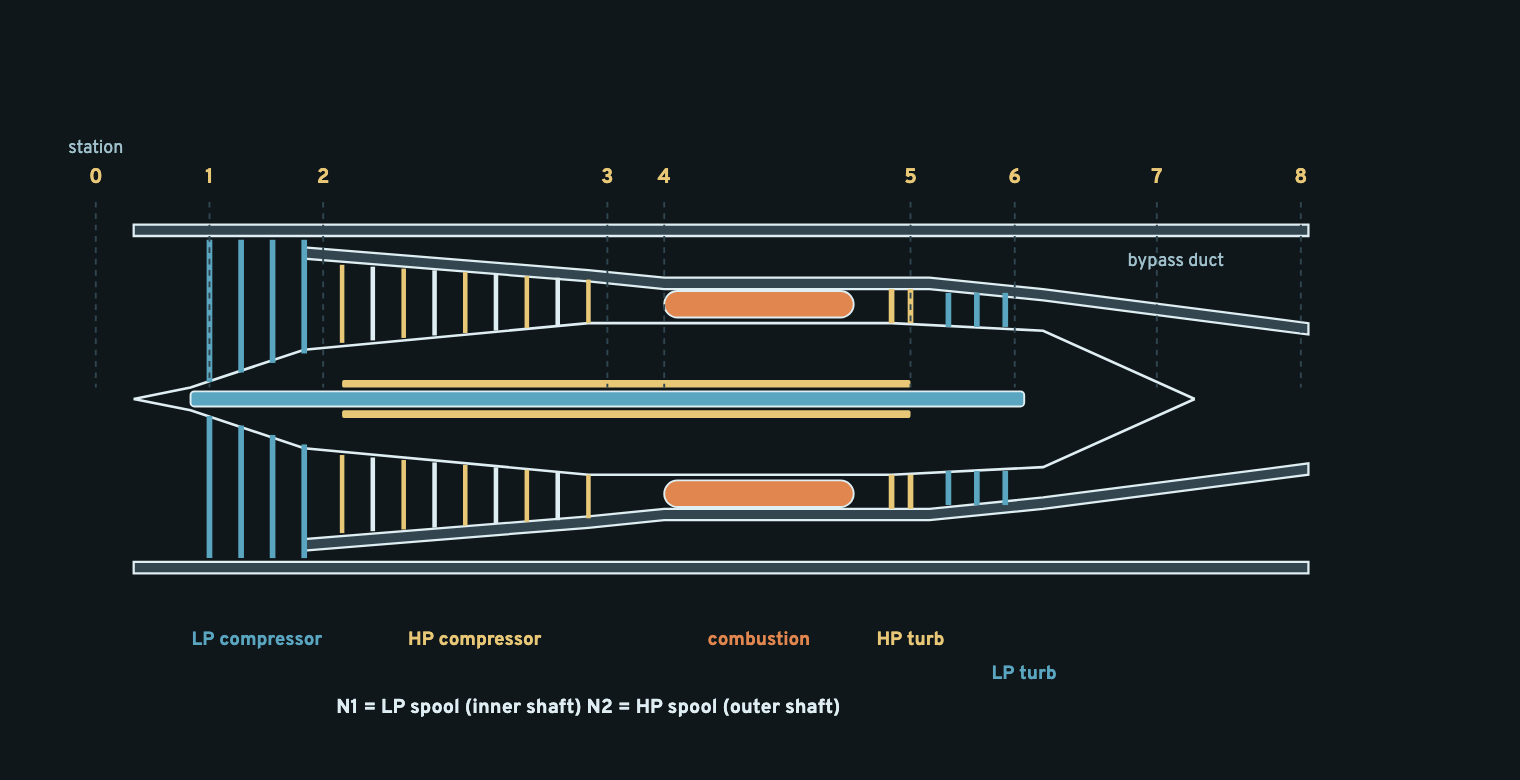 station
0 1 2 3 4 5 6 7 8
bypass duct
LP compressor HP compressor combustion HP turb
LP turb
N1 = LP spool (inner shaft) N2 = HP spool (outer shaft)